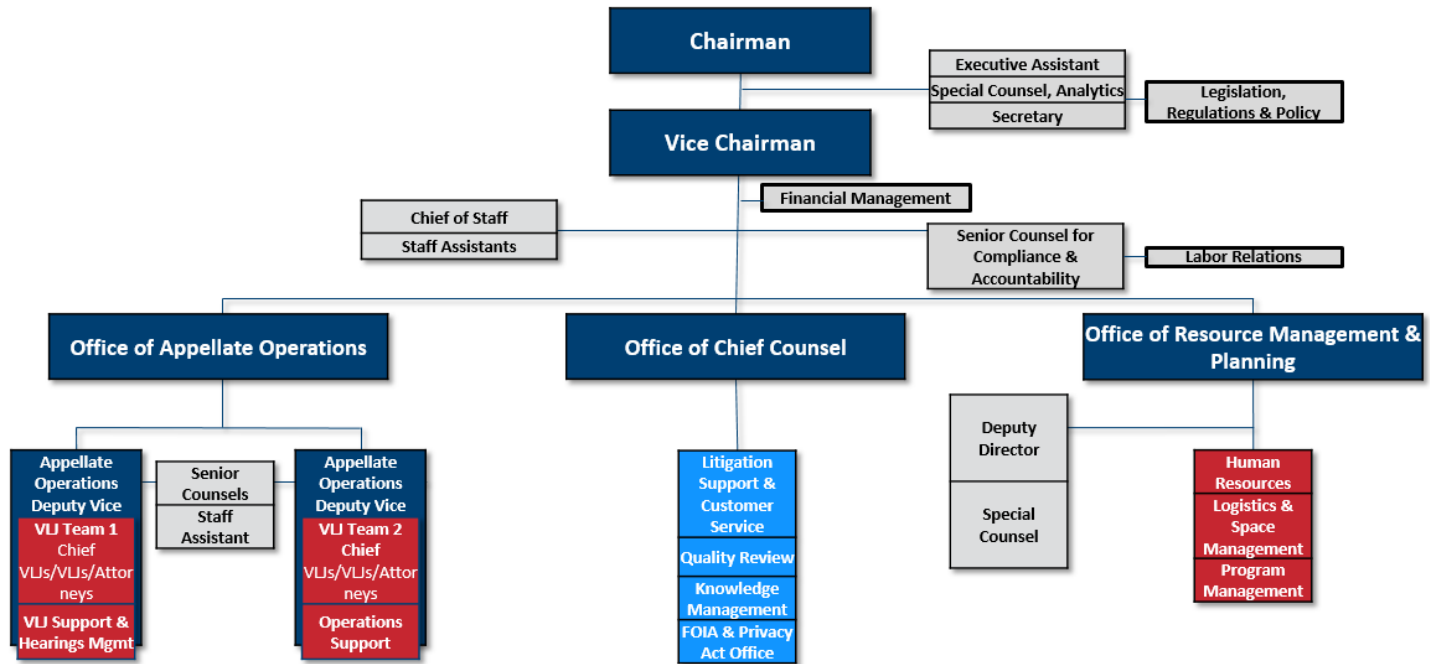 Chairman
Executive Assistant
Special Counsel, Analytics
Secretary
Legislation,
Regulations & Policy
Vice Chairman
Financial Management
Chief of Staff
Staff Assistants
Senior Counsel for
Compliance &
Accountability
Labor Relations
Office of Appellate Operations
Office of Chief Counsel
Office of Resource Management &
Planning
Appellate
Operations
Deputy Vice
VLJ Team 1
Chief
VLJs/VLJs/Attor
neys
VLJ Support &
Hearings Mgmt
Senior
Counsels
Staff
Assistant
Appellate
Operations
Deputy Vice
VLJ Team 2
Chief
VLJs/VLJs/Attor
neys
Operations
Support
Litigation
Support &
Customer
Service
Quality Review
Knowledge
Management
FOIA & Privacy
Act Office
Deputy
Director
Special
Counsel
Human
Resources
Logistics &
Space
Management
Program
Management